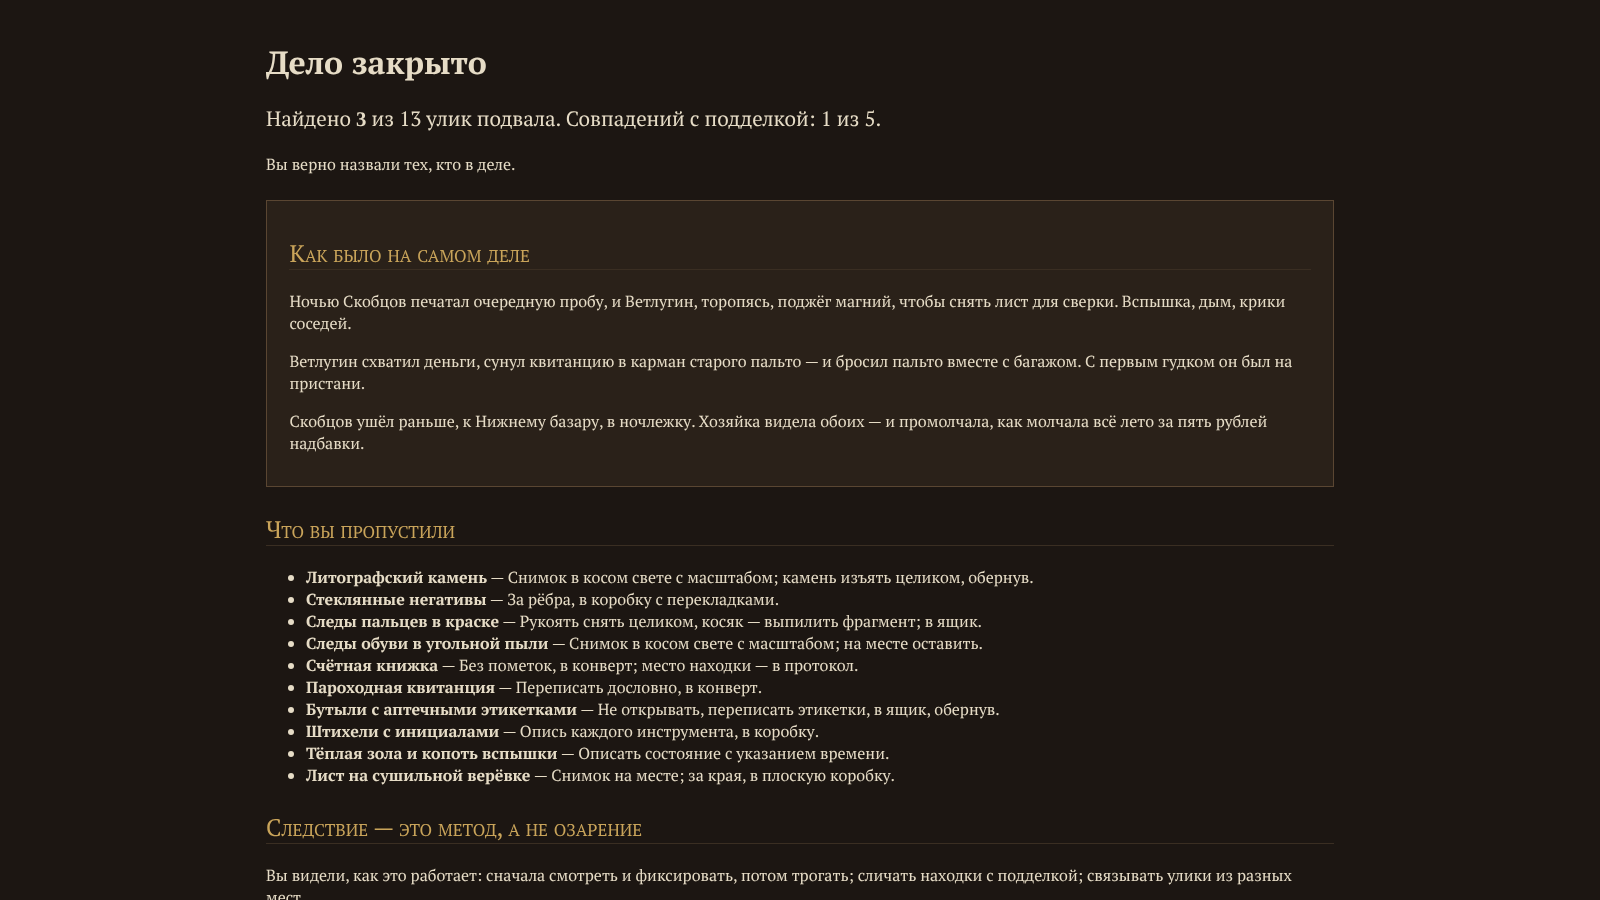 Дело закрыто
Найдено 3 из 13 улик подвала. Совпадений с подделкой: 1 из 5.
Вы верно назвали тех, кто в деле.
Как было на самом деле
Ночью Скобцов печатал очередную пробу, и Ветлугин, торопясь, поджёг магний, чтобы снять лист для сверки. Вспышка, дым, крики
соседей.
Ветлугин схватил деньги, сунул квитанцию в карман старого пальто — и бросил пальто вместе с багажом. С первым гудком он был на
пристани.
Скобцов ушёл раньше, к Нижнему базару, в ночлежку. Хозяйка видела обоих — и промолчала, как молчала всё лето за пять рублей
надбавки.
Что вы пропустили
• Литографский камень — Снимок в косом свете с масштабом; камень изъять целиком, обернув.
• Стеклянные негативы — За рёбра, в коробку с перекладками.
• Следы пальцев в краске — Рукоять снять целиком, косяк — выпилить фрагмент; в ящик.
• Следы обуви в угольной пыли — Снимок в косом свете с масштабом; на месте оставить.
• Счётная книжка — Без пометок, в конверт; место находки — в протокол.
• Пароходная квитанция — Переписать дословно, в конверт.
• Бутыли с аптечными этикетками — Не открывать, переписать этикетки, в ящик, обернув.
• Штихели с инициалами — Опись каждого инструмента, в коробку.
• Тёплая зола и копоть вспышки — Описать состояние с указанием времени.
• Лист на сушильной верёвке — Снимок на месте; за края, в плоскую коробку.
Следствие — это метод, а не озарение
Вы видели, как это работает: сначала смотреть и фиксировать, потом трогать; сличать находки с подделкой; связывать улики из разных
мест.